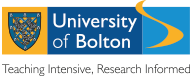 University
of Bolton
Teaching Intensive, Research Informed